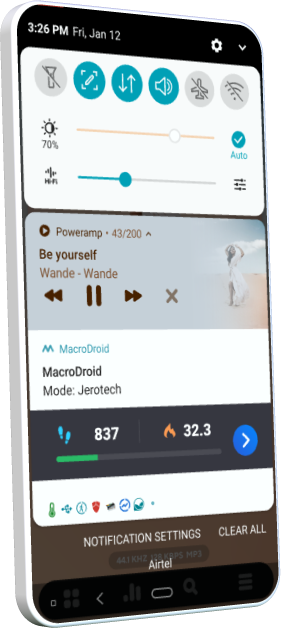 3:26 PM Fri, Jan 12
70%
Auto
Hi-Fi
Poweramp • 43/200
Be yourself
Wande - Wande
MacroDroid
MacroDroid
Mode: Jerotech
837 32.3
NOTIFICATION SETTINGS CLEAR ALL
44.1 KHZ 128 KBPS MP3
Airtel